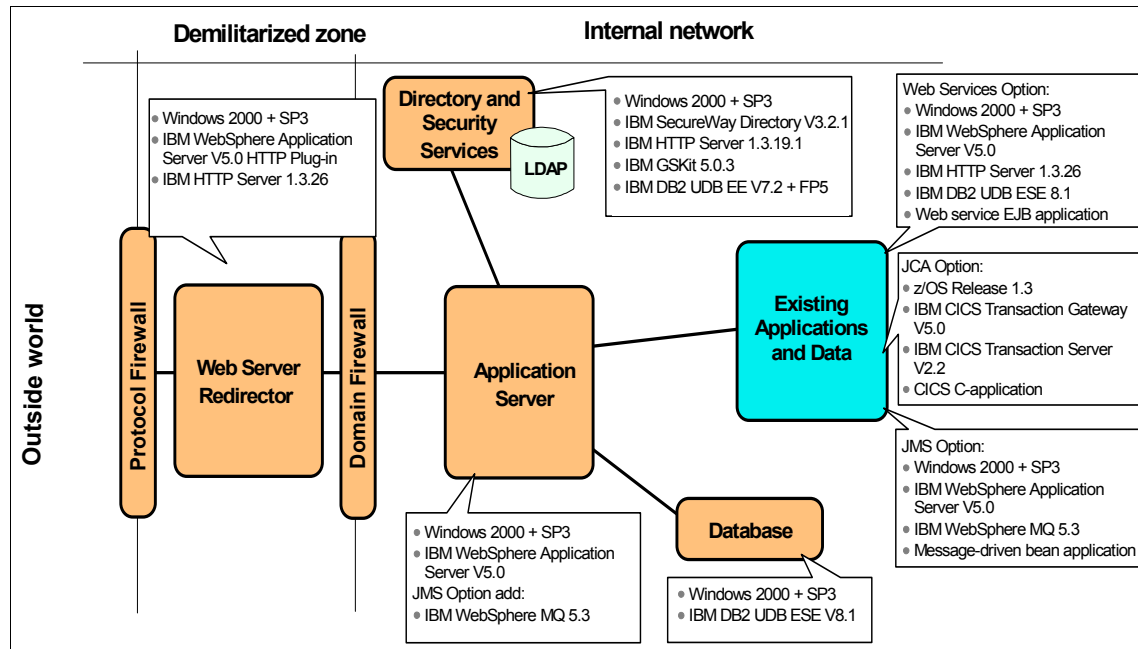 Demilitarized zone
Internal network
Outside world
Protocol Firewall
• Windows 2000 + SP3
• IBM WebSphere Application
Server V5.0 HTTP Plug-in
• IBM HTTP Server 1.3.26
Web Server
Redirector
Domain Firewall
Directory and
Security
Services
LDAP
• Windows 2000 + SP3
• IBM SecureWay Directory V3.2.1
• IBM HTTP Server 1.3.19.1
• IBM GSKit 5.0.3
• IBM DB2 UDB EE V7.2 + FP5
Application
Server
• Windows 2000 + SP3
• IBM WebSphere Application
Server V5.0
JMS Option add:
• IBM WebSphere MQ 5.3
Database
• Windows 2000 + SP3
• IBM DB2 UDB ESE V8.1
Existing
Applications
and Data
Web Services Option:
• Windows 2000 + SP3
• IBM WebSphere Application
Server V5.0
• IBM HTTP Server 1.3.26
• IBM DB2 UDB ESE 8.1
• Web service EJB application
JCA Option:
• z/OS Release 1.3
• IBM CICS Transaction Gateway
V5.0
• IBM CICS Transaction Server
V2.2
• CICS C-application
JMS Option:
• Windows 2000 + SP3
• IBM WebSphere Application
Server V5.0
• IBM WebSphere MQ 5.3
• Message-driven bean application